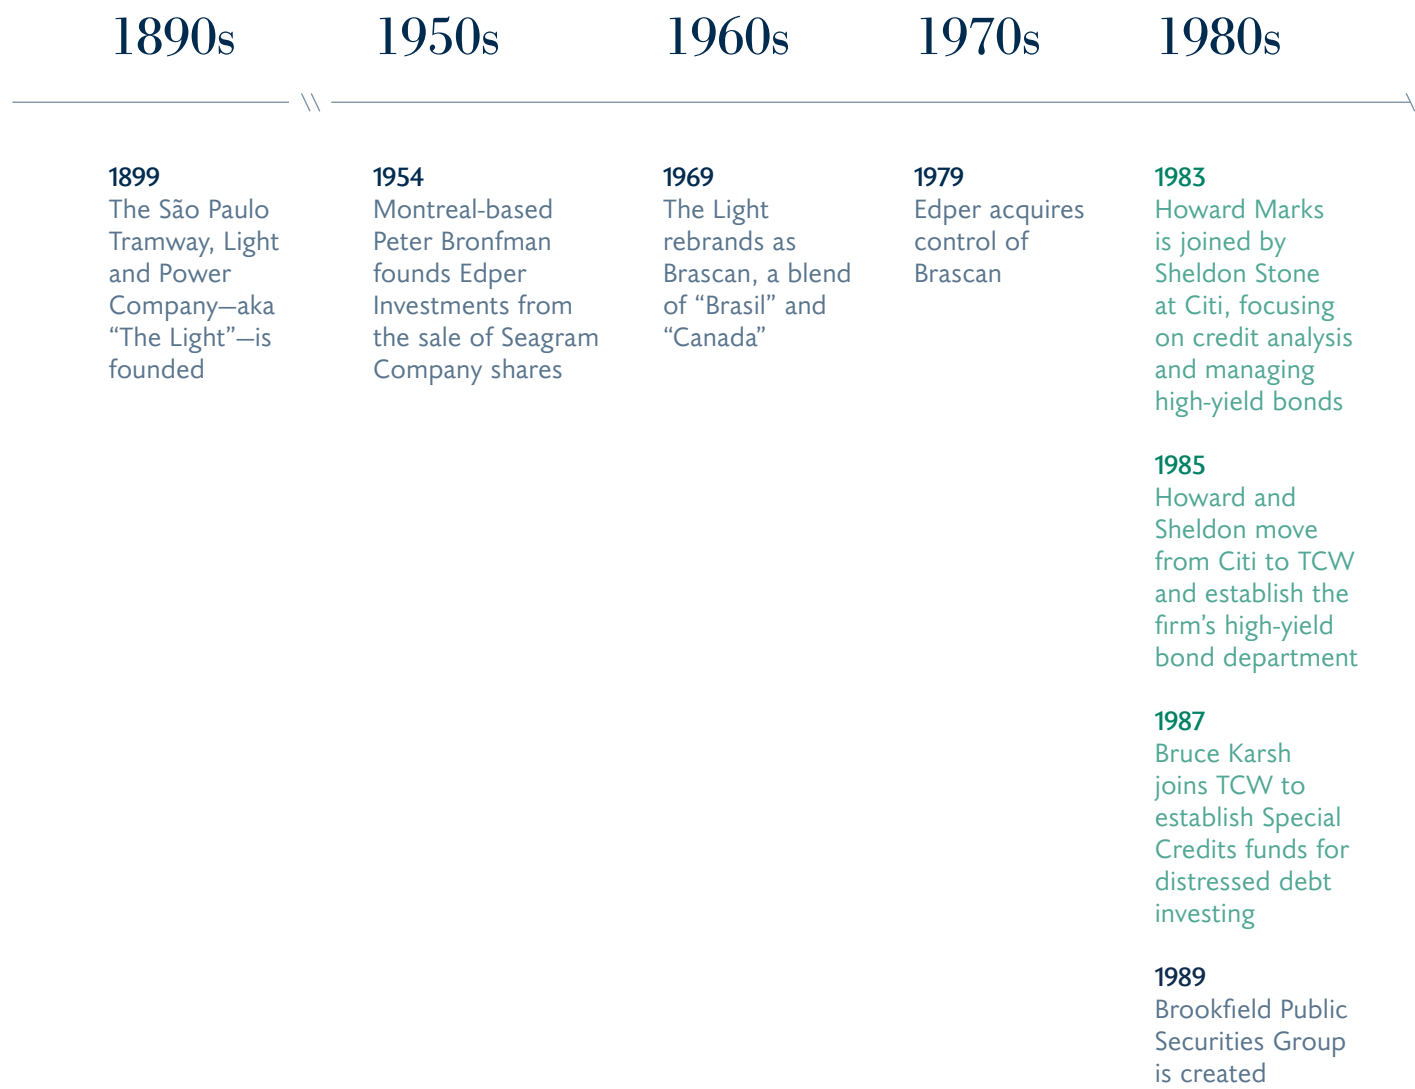 1890s
1950s
1960s
1970s
1980s
1899
The São Paulo
Tramway, Light
and Power
Company—aka
“The Light”—is
founded
1954
Montreal-based
Peter Bronfman
founds Edper
Investments from
the sale of Seagram
Company shares
1969
The Light
rebrands as
Brascan, a blend
of “Brasil” and
“Canada”
1979
Edper acquires
control of
Brascan
1983
Howard Marks
is joined by
Sheldon Stone
at Citi, focusing
on credit analysis
and managing
high-yield bonds
1985
Howard and
Sheldon move
from Citi to TCW
and establish the
firm’s high-yield
bond department
1987
Bruce Karsh
joins TCW to
establish Special
Credits funds for
distressed debt
investing
1989
Brookfield Public
Securities Group
is created